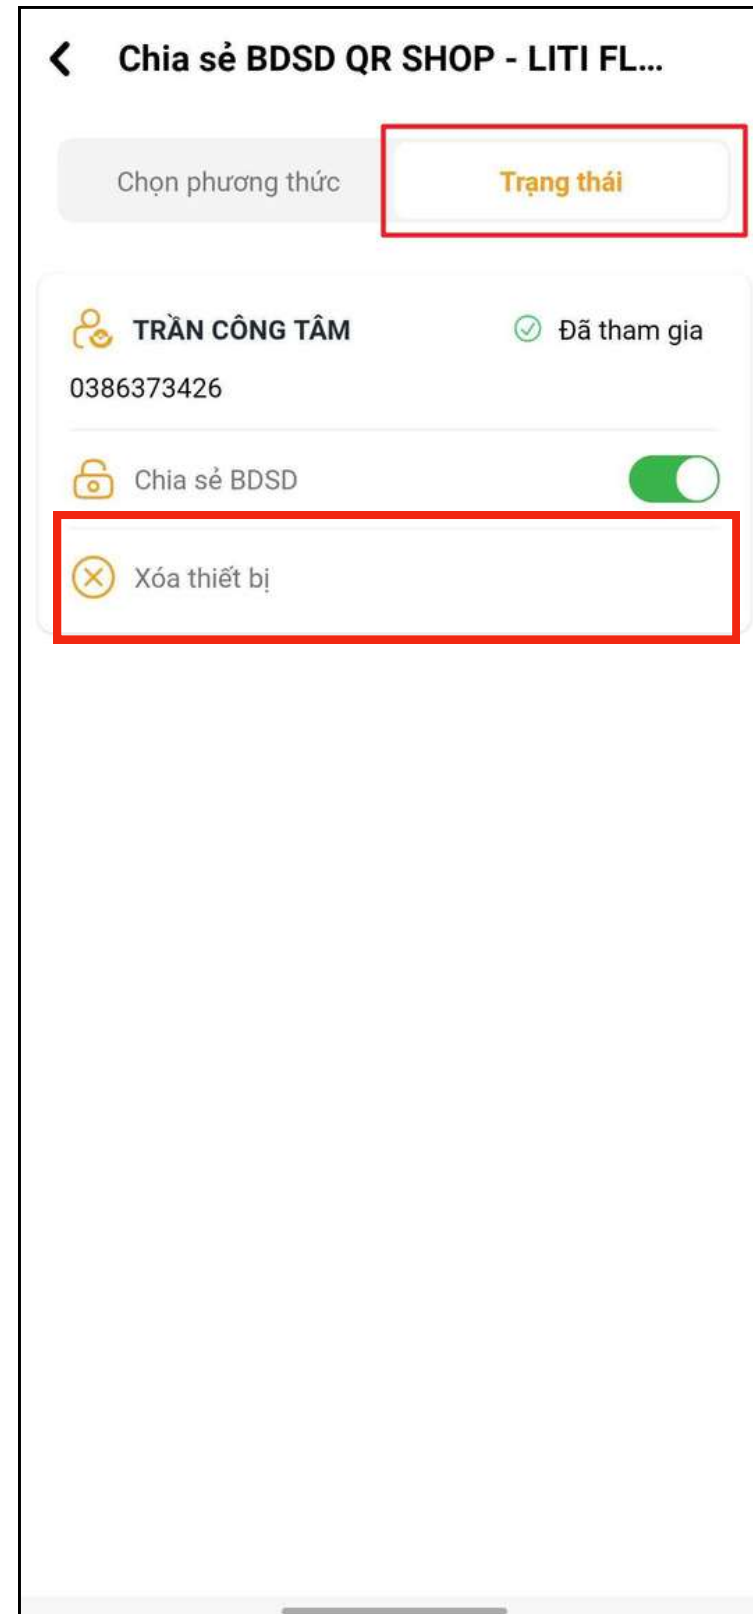 Chia sẻ BDSD QR SHOP - LITI FL...
Chọn phương thức
Trạng thái
TRẦN CÔNG TÂM
Đã tham gia
0386373426
Chia sẻ BDSD
Xóa thiết bị